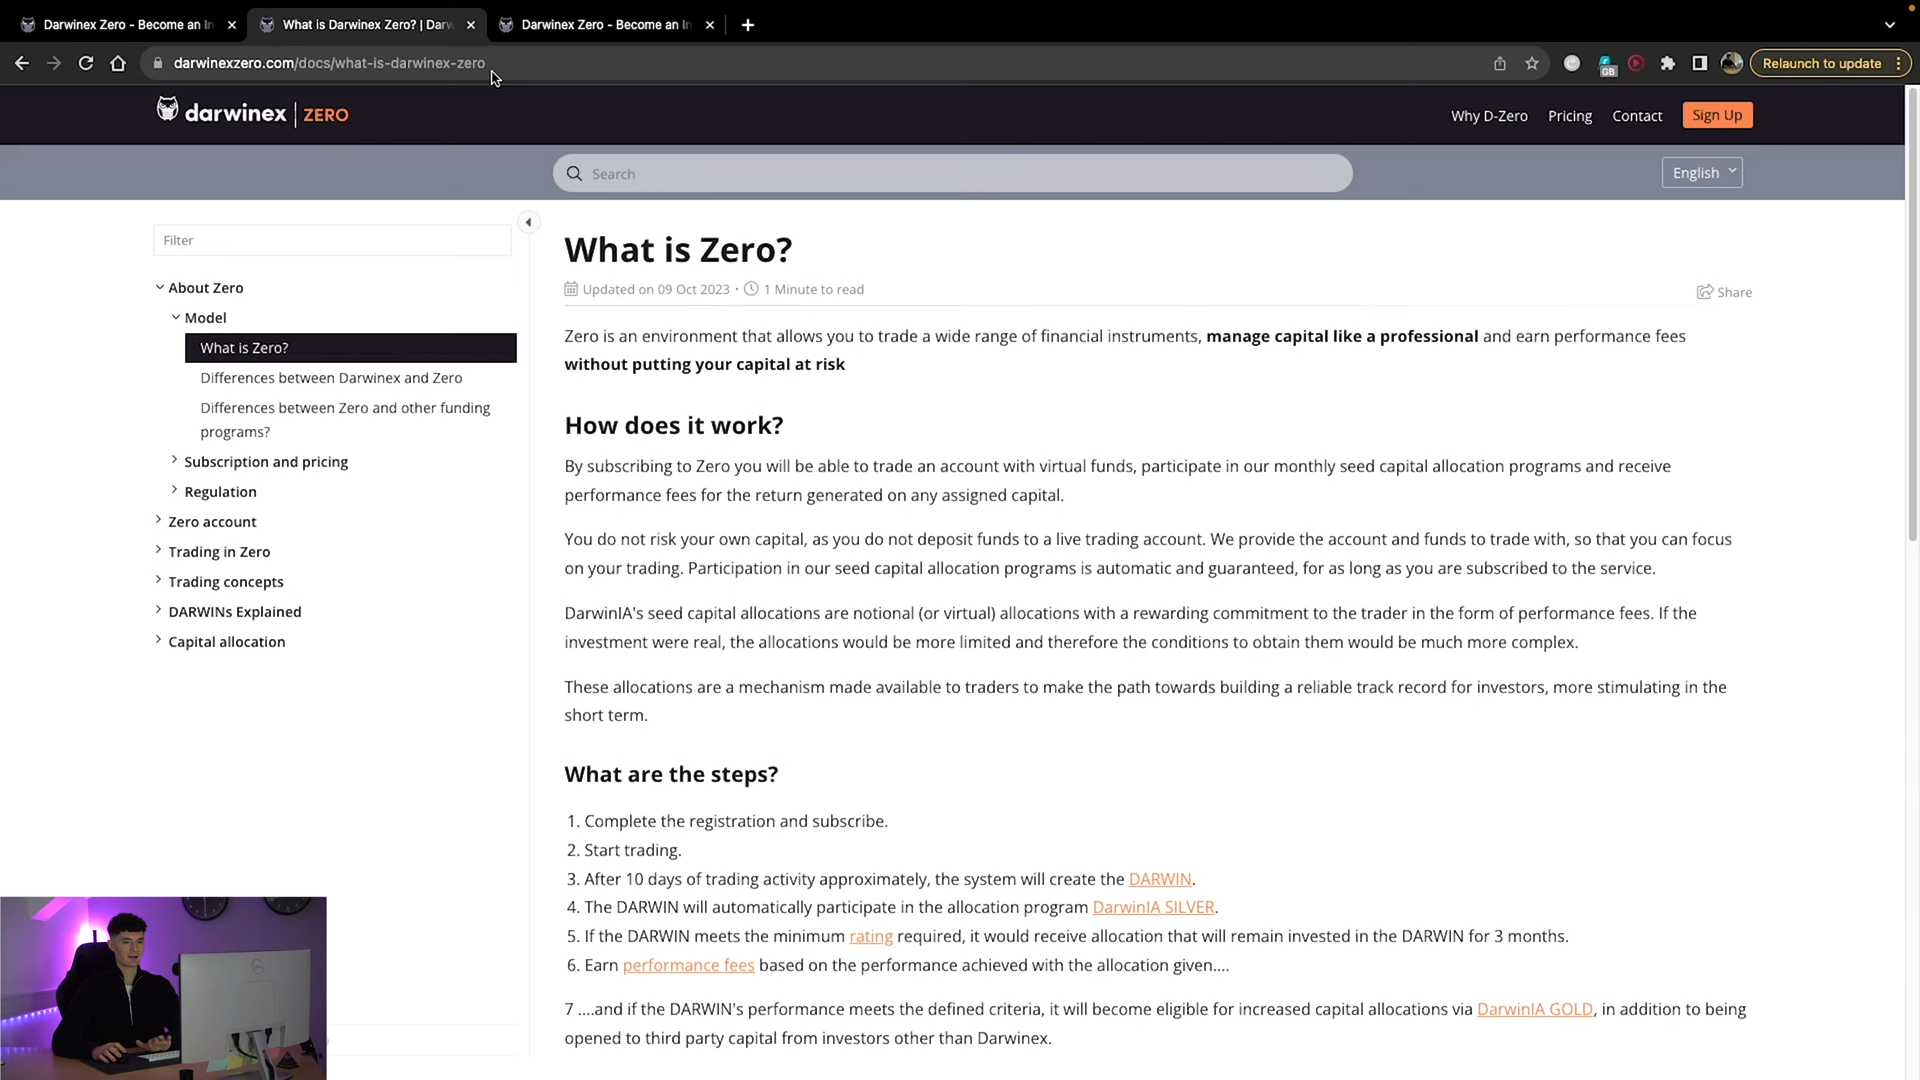 Darwinex Zero - Become an In
What is Darwinex Zero? | Darw
Darwinex Zero - Become an In
darwinexzero.com/docs/what-is-darwinex-zero
GB
Relaunch to update
darwinex | ZERO
Why D-Zero
Pricing
Contact
Sign Up
Search
English
Filter
About Zero
Model
What is Zero?
Differences between Darwinex and Zero
Differences between Zero and other funding
programs?
Subscription and pricing
Regulation
Zero account
Trading in Zero
Trading concepts
DARWINs Explained
Capital allocation
What is Zero?
Updated on 09 Oct 2023 • 1 Minute to read
Share
Zero is an environment that allows you to trade a wide range of financial instruments, manage capital like a professional and earn performance fees
without putting your capital at risk
How does it work?
By subscribing to Zero you will be able to trade an account with virtual funds, participate in our monthly seed capital allocation programs and receive
performance fees for the return generated on any assigned capital.
You do not risk your own capital, as you do not deposit funds to a live trading account. We provide the account and funds to trade with, so that you can focus
on your trading. Participation in our seed capital allocation programs is automatic and guaranteed, for as long as you are subscribed to the service.
DarwinIA's seed capital allocations are notional (or virtual) allocations with a rewarding commitment to the trader in the form of performance fees. If the
investment were real, the allocations would be more limited and therefore the conditions to obtain them would be much more complex.
These allocations are a mechanism made available to traders to make the path towards building a reliable track record for investors, more stimulating in the
short term.
What are the steps?
1. Complete the registration and subscribe.
2. Start trading.
3. After 10 days of trading activity approximately, the system will create the DARWIN.
4. The DARWIN will automatically participate in the allocation program DarwinIA SILVER.
5. If the DARWIN meets the minimum rating required, it would receive allocation that will remain invested in the DARWIN for 3 months.
6. Earn performance fees based on the performance achieved with the allocation given....
7 ....and if the DARWIN's performance meets the defined criteria, it will become eligible for increased capital allocations via DarwinIA GOLD, in addition to being
opened to third party capital from investors other than Darwinex.